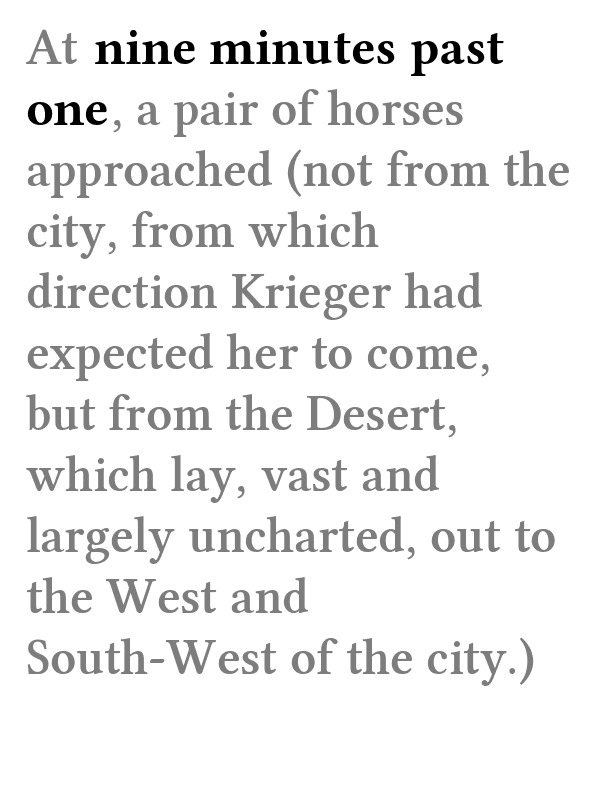 At nine minutes past
one, a pair of horses
approached (not from the
city, from which
direction Krieger had
expected her to come,
but from the Desert,
which lay, vast and
largely uncharted, out to
the West and
South-West of the city.)